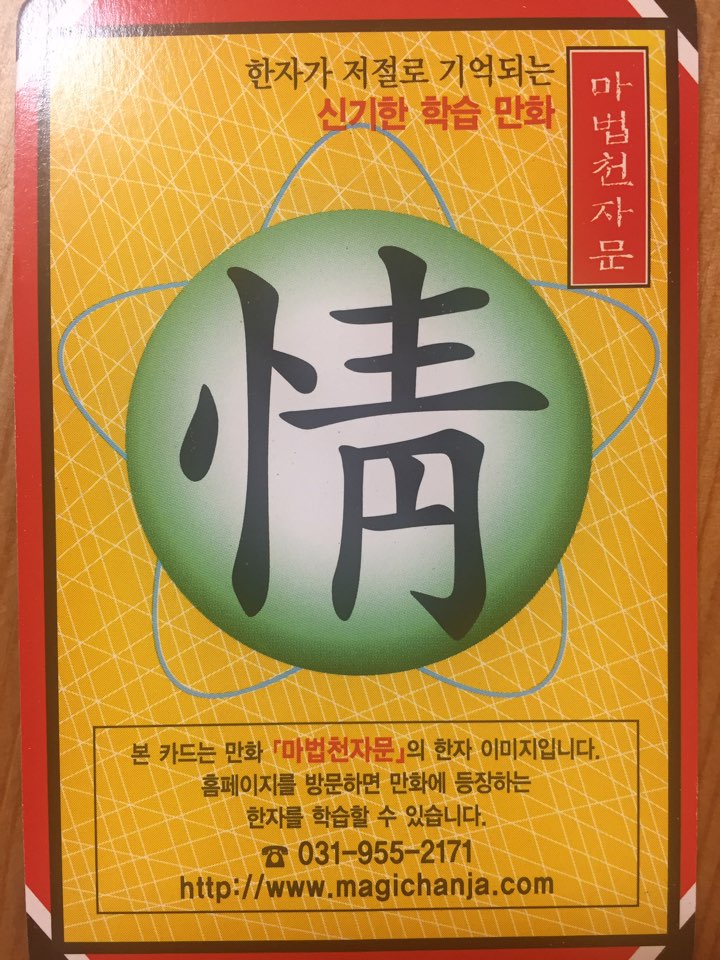 한자가 저절로 기억되는
신기한 학습 만화
마법천자문
情
본 카드는 만화 「마법천자문」의 한자 이미지입니다.
홈페이지를 방문하면 만화에 등장하는
한자를 학습할 수 있습니다.
☎ 031-955-2171
http://www.magichanja.com